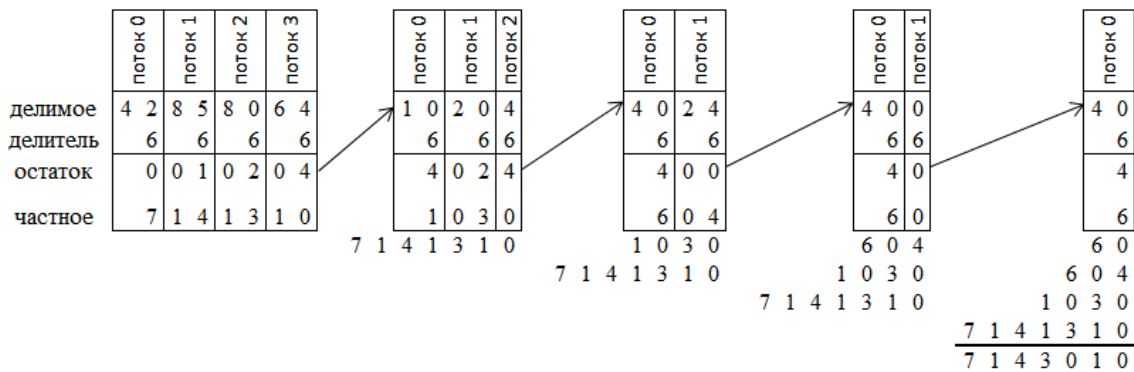 поток 0 поток 1 поток 2 поток 3 поток 0 поток 1 поток 2 поток 0 поток 1 поток 0 поток 1 поток 0
делимое 4 2 8 5 8 0 6 4 1 0 2 0 4 4 0 2 4 4 0 0 4 0
делитель 6 6 6 6 6 6 6 6 6 6 6 6
остаток 0 0 1 0 2 0 4 4 0 2 4 4 0 0 4 0 4
частное 7 1 4 1 3 1 0 1 0 3 0 6 0 4 6 0 6
7 1 4 1 3 1 0 1 0 3 0 6 0 4 6 0
7 1 4 1 3 1 0 1 0 3 0 6 0 4
7 1 4 1 3 1 0 1 0 3 0
7 1 4 1 3 1 0
7 1 4 3 0 1 0